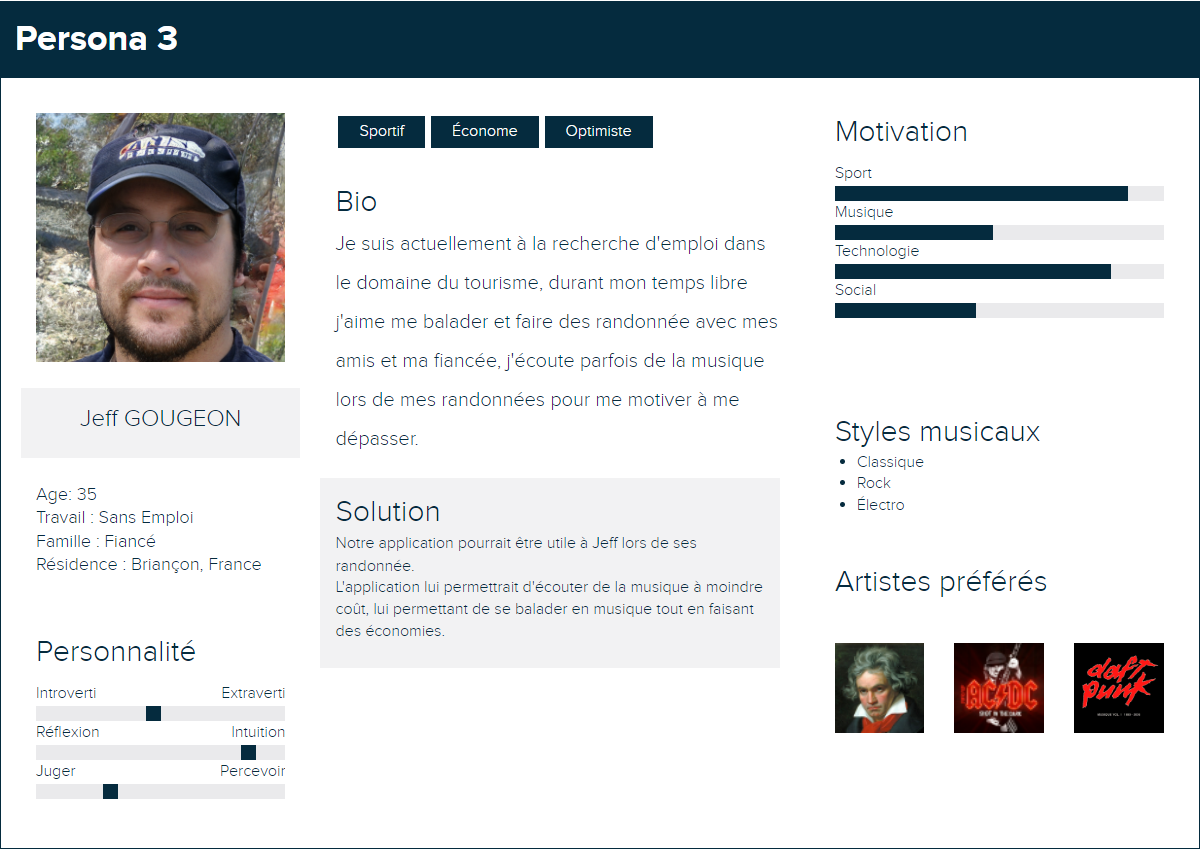 Persona 3
Jeff GOUGEON
Age: 35
Travail : Sans Emploi
Famille : Fiancé
Résidence : Briançon, France
Personnalité
Introverti Extraverti
Réflexion Intuition
Juger Percevoir
Sportif Économe Optimiste
Bio
Je suis actuellement à la recherche d'emploi dans
le domaine du tourisme, durant mon temps libre
j'aime me balader et faire des randonnée avec mes
amis et ma fiancée, j'écoute parfois de la musique
lors de mes randonnées pour me motiver à me
dépasser.
Solution
Notre application pourrait être utile à Jeff lors de ses
randonnée.
L'application lui permettrait d'écouter de la musique à moindre
coût, lui permettant de se balader en musique tout en faisant
des économies.
Motivation
Sport
Musique
Technologie
Social
Styles musicaux
Classique
Rock
Électro
Artistes préférés
AC/DC
SHOT IN THE DARK
daft
punk